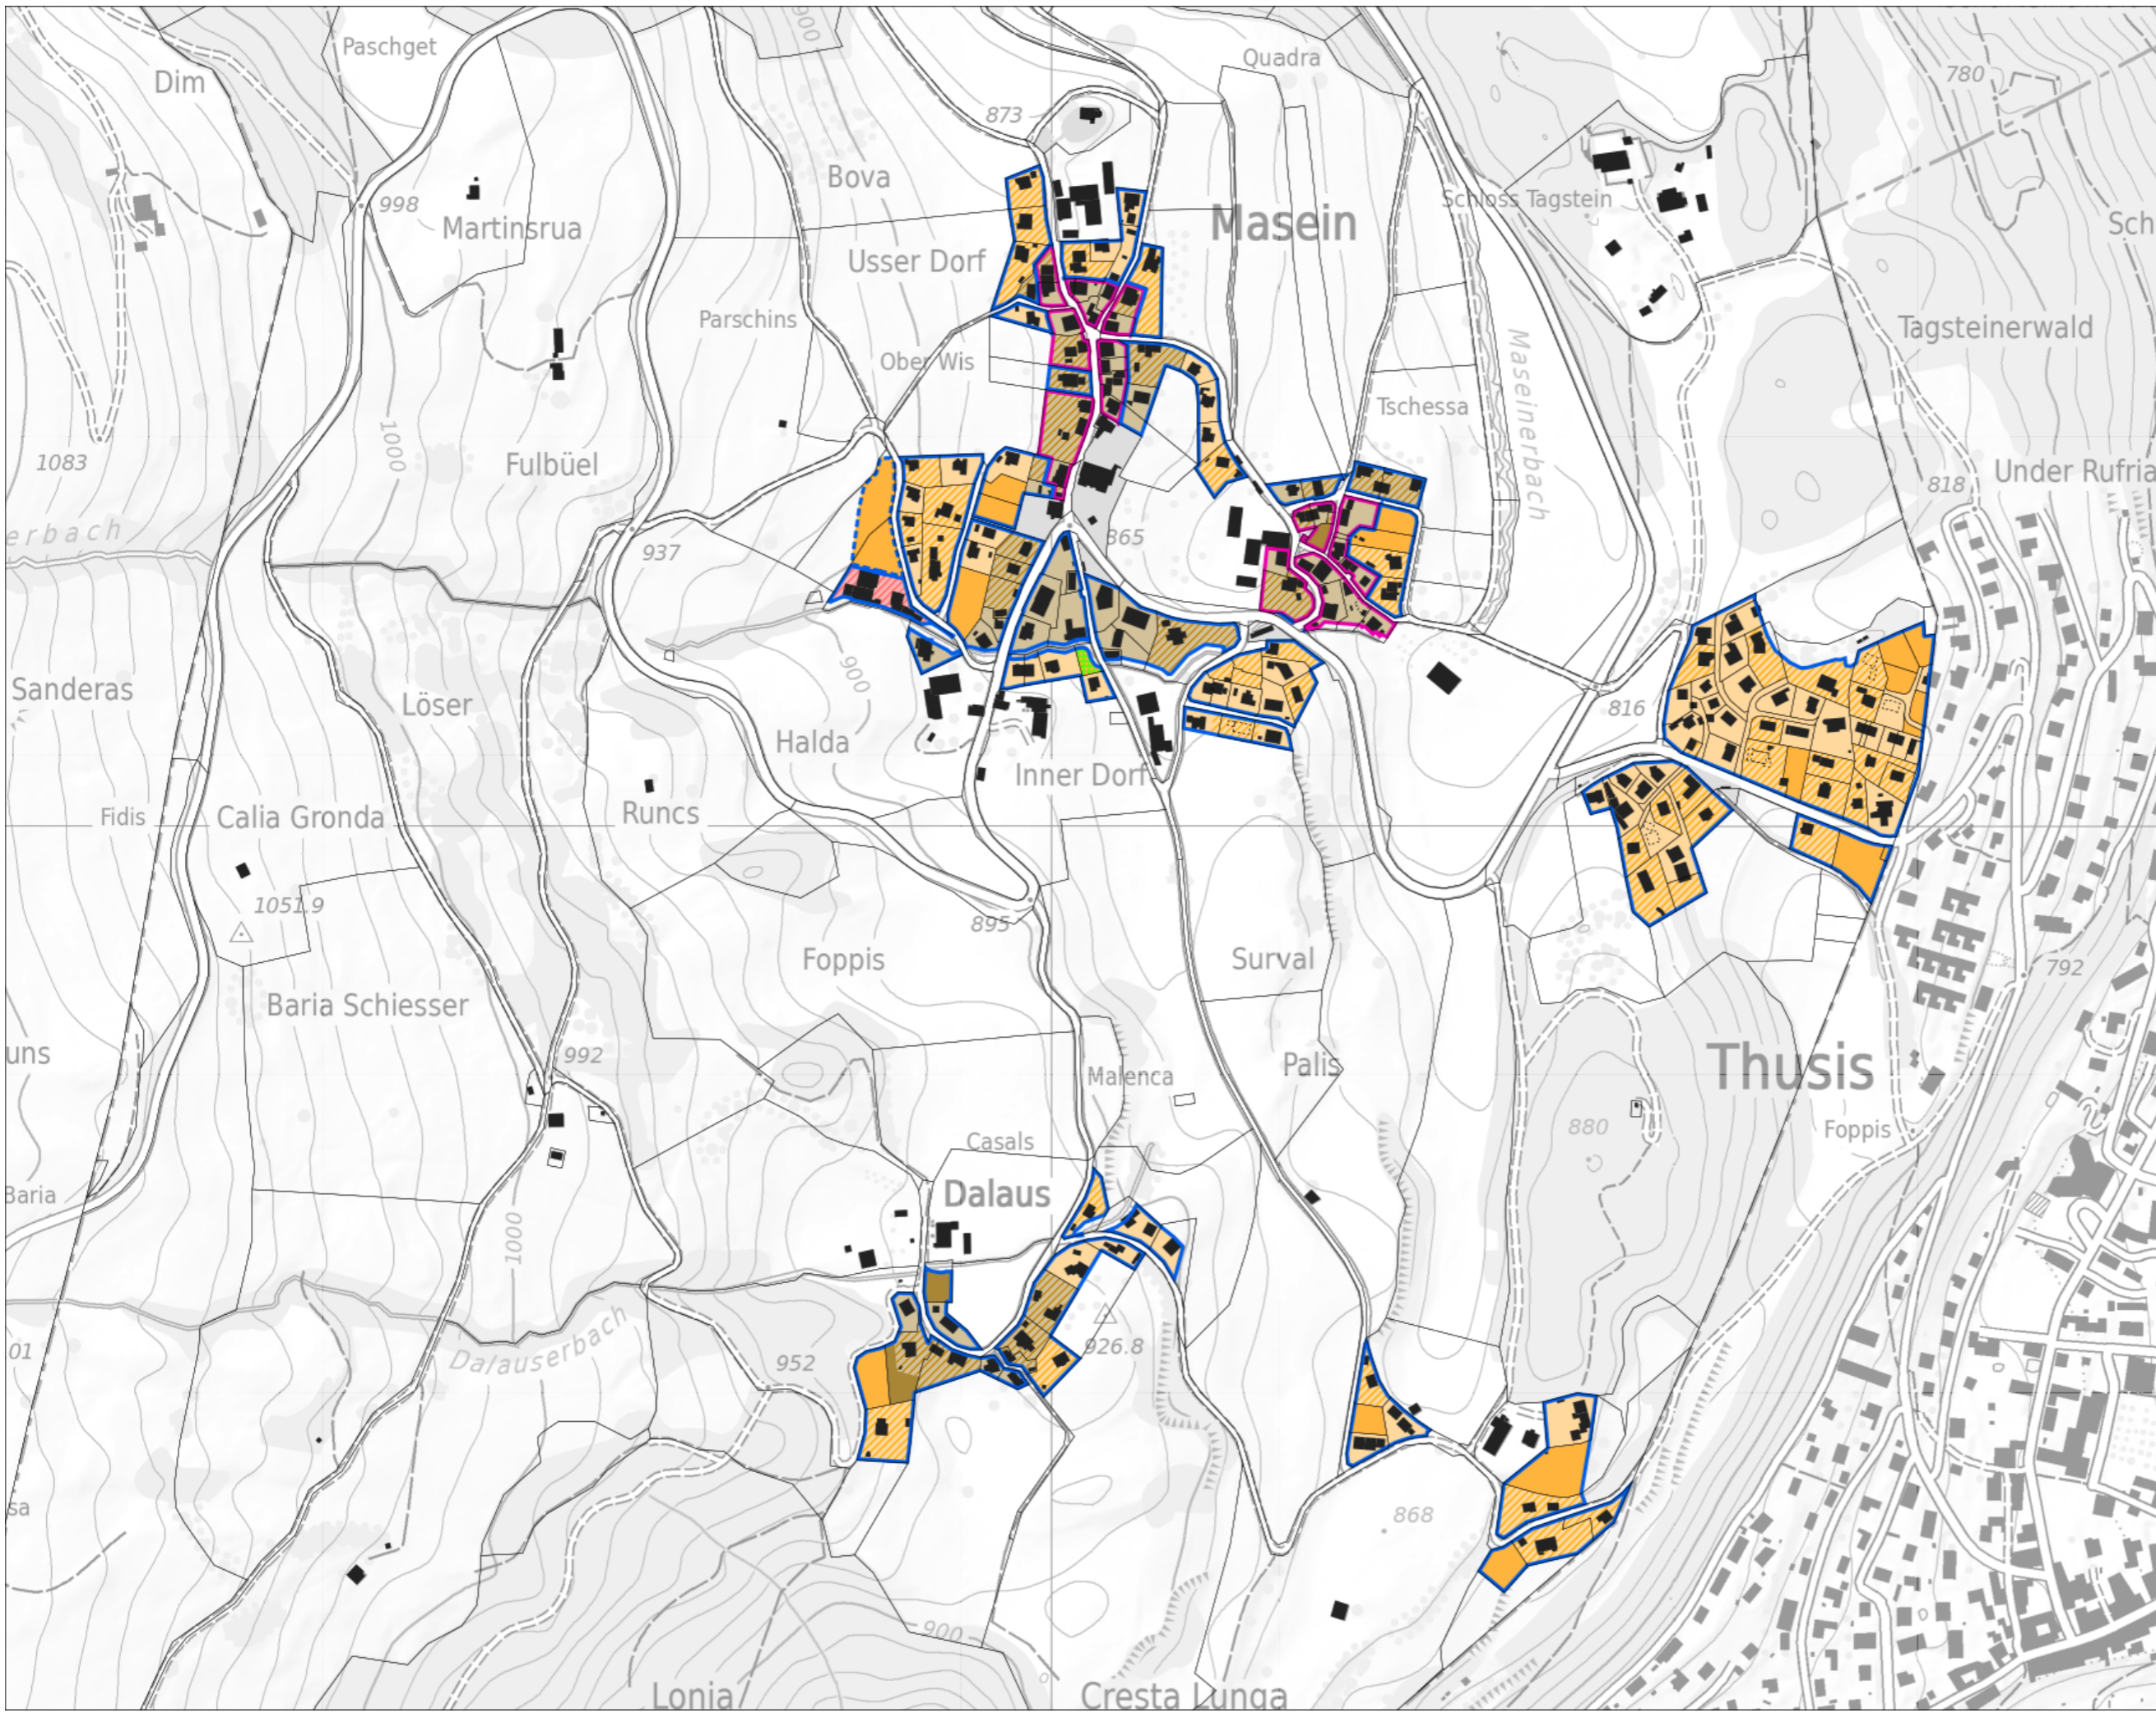 Paschget
900
Quadra
Dim
780
873
Bova
998
Schloss Tagstein
Martinsrua
Masein
Sch
Usser Dorf
Parschins
Tagsteinerwald
Ober Wis
Maseinerbach
Tschessa
1000
1083
Fulbüel
Under Rufria
818
erbach
937
865
900
Sanderas
Löser
816
Halda
Inner Dorf
Fidis
Calia Gronda
Runcs
1051.9
895
Foppis
Surval
792
Baria Schiesser
uns
992
Palis
Thusis
Malenca
880
Foppis
Casals
Baria
Dalaus
1000
Dalauserbach
926.8
01
952
sa
868
900
Lonia
Cresta Lunga